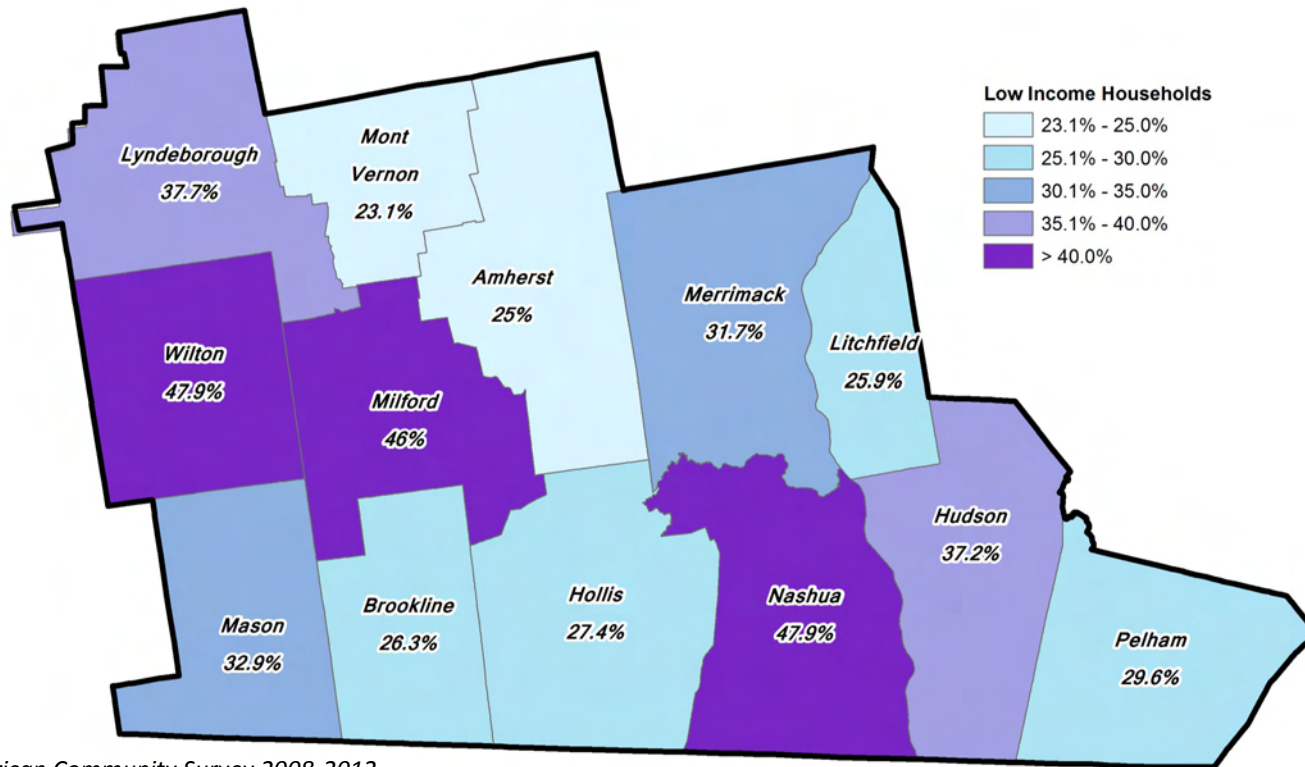 Low Income Households
23.1% - 25.0%
25.1% - 30.0%
30.1% - 35.0%
35.1% - 40.0%
> 40.0%
Lyndeborough
37.7%
Mont
Vernon
23.1%
Amherst
25%
Merrimack
31.7%
Litchfield
25.9%
Wilton
47.9%
Milford
46%
Hudson
37.2%
Mason
32.9%
Brookline
26.3%
Hollis
27.4%
Nashua
47.9%
Pelham
29.6%
Community Survey 2008-2012